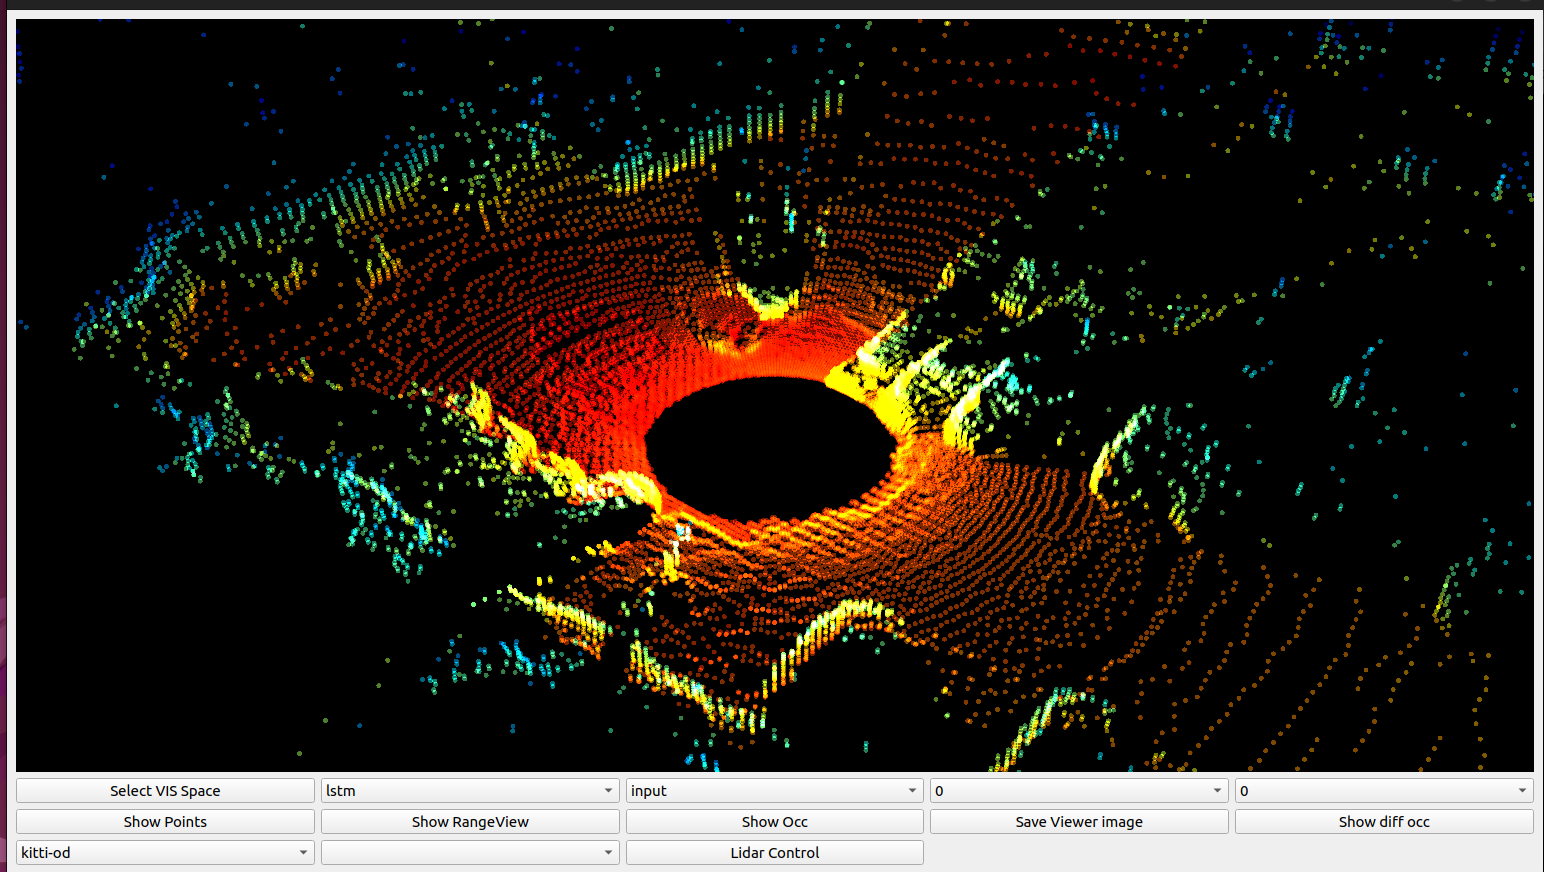 Select VIS Space lstm input 0 0
Show Points Show RangeView Show Occ Save Viewer image Show diff occ
kitti-od Lidar Control